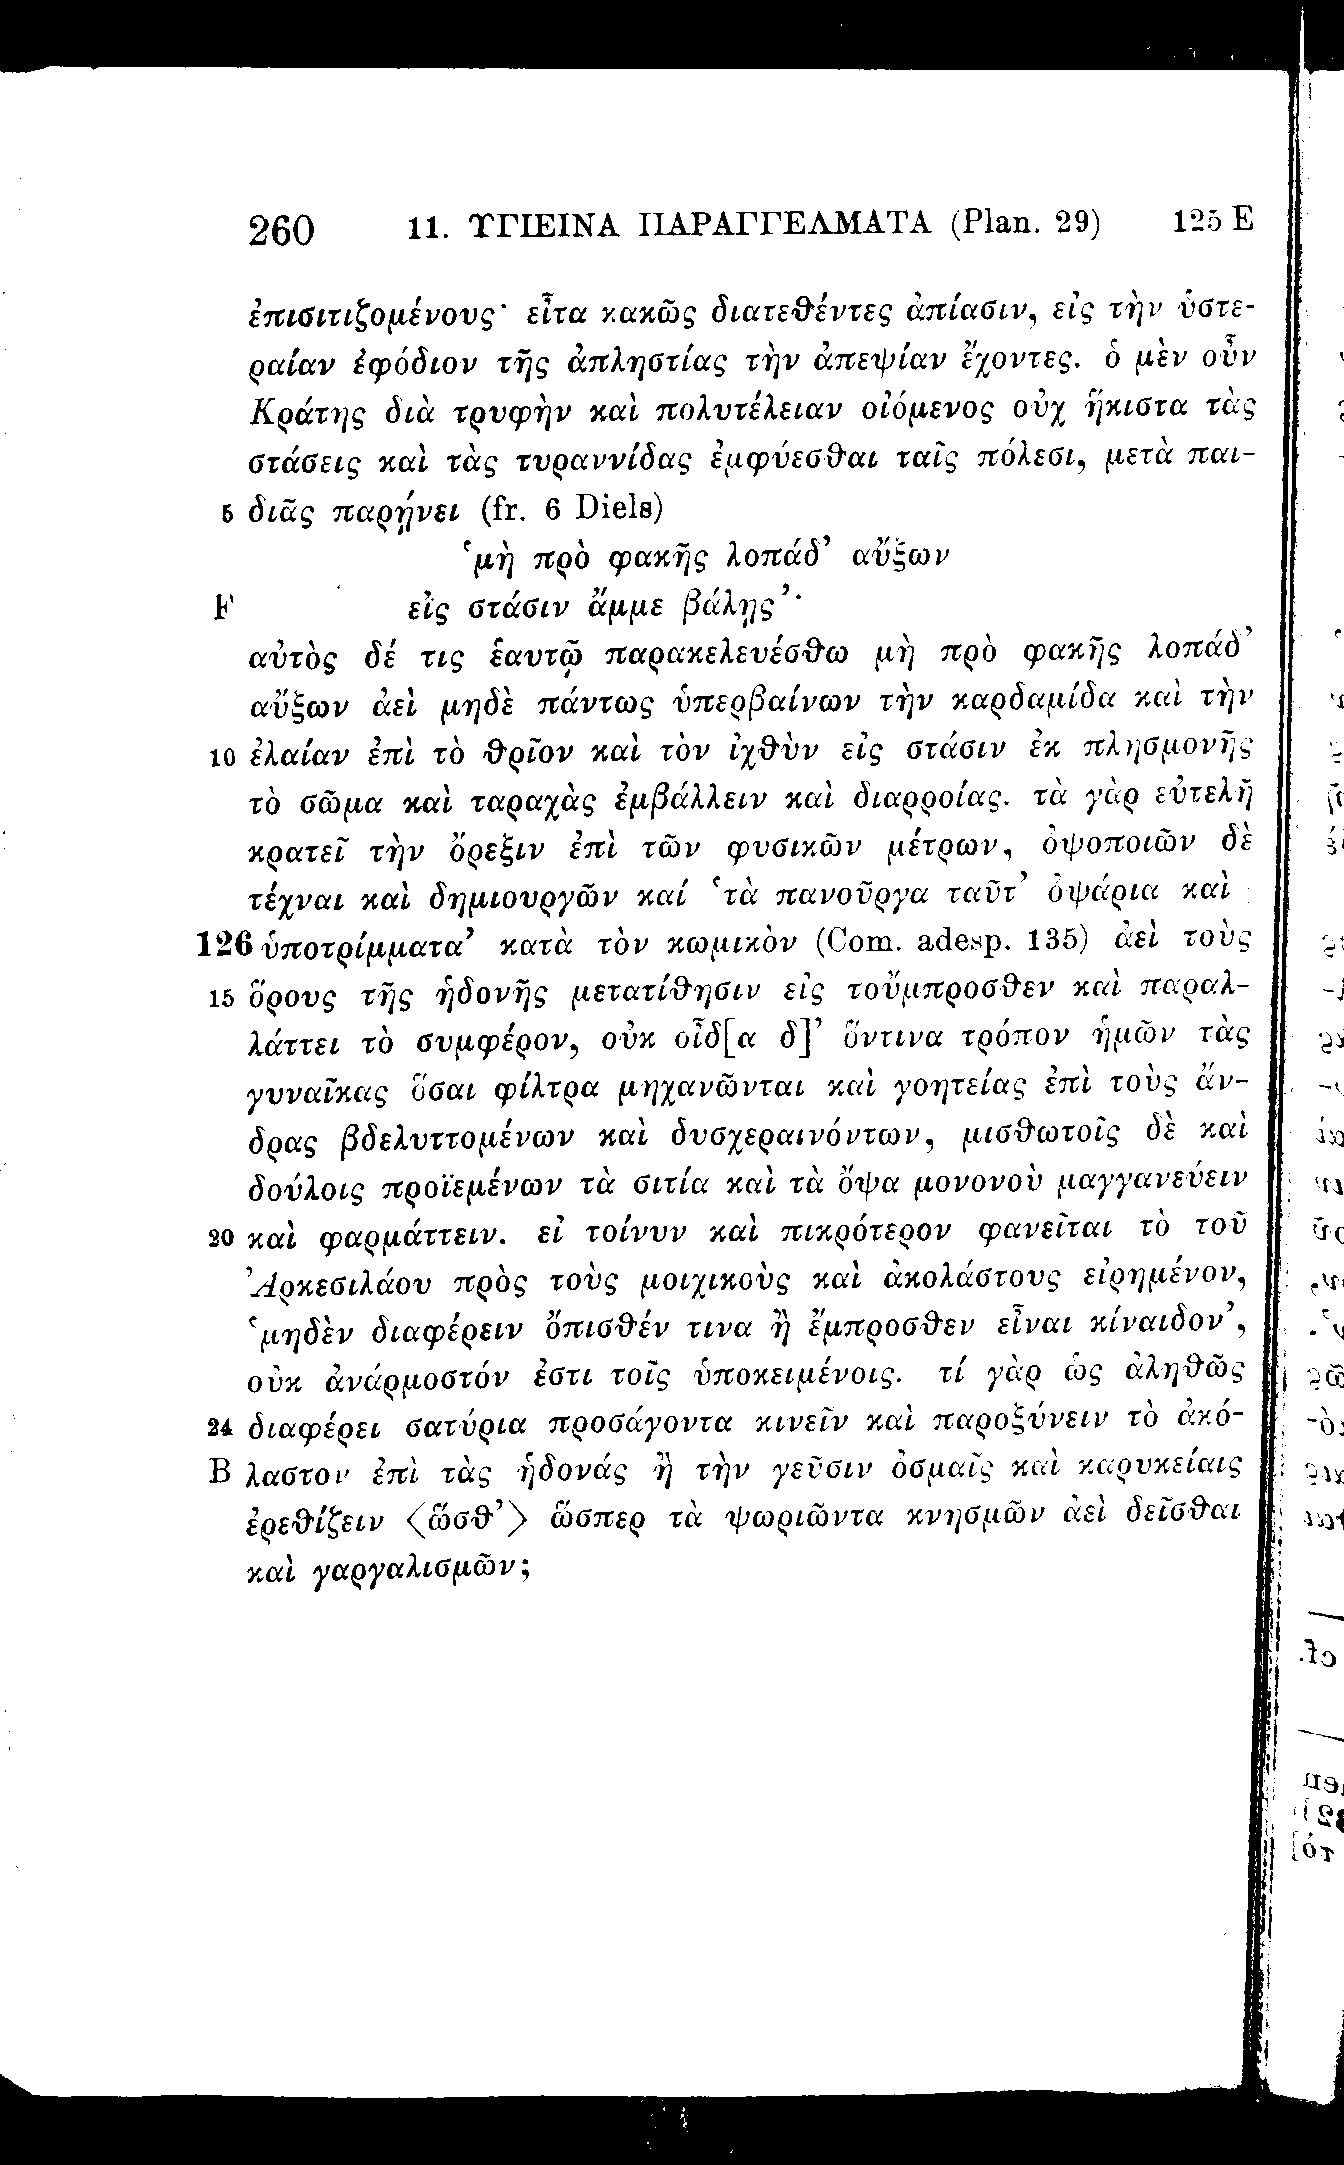 260 11. ΥΓΙΕΙΝΑ ΠΑΡΑΓΓΕΛΜΑΤΑ (Plan. 29) 125 E
ἐπισιτιζομένους· εἶτα κακῶς διατεθέντες ἀπίασιν, εἰς τὴν ὑστε-
ραίαν ἐφόδιον τῆς ἀπληστίας τὴν ἀπεψίαν ἔχοντες. ὁ μὲν οὖν
Κράτης διὰ τρυφὴν καὶ πολυτέλειαν οἰόμενος οὐχ ἥκιστα τὰς
στάσεις καὶ τὰς τυραννίδας ἐμφύεσθαι ταῖς πόλεσι, μετὰ παι-
5 διᾶς παρῄνει (fr. 6 Diels)
‘μὴ πρὸ φακῆς λοπάδ’ αὔξων
F εἰς στάσιν ἄμμε βάλῃς’·
αὐτὸς δέ τις ἑαυτῷ παρακελευέσθω μὴ πρὸ φακῆς λοπάδ’
αὔξων ἀεὶ μηδὲ πάντως ὑπερβαίνων τὴν καρδαμίδα καὶ τὴν
10 ἐλαίαν ἐπὶ τὸ θρῖον καὶ τὸν ἰχθὺν εἰς στάσιν ἐκ πλησμονῆς
τὸ σῶμα καὶ ταραχὰς ἐμβάλλειν καὶ διαρροίας. τὰ γὰρ εὐτελῆ
κρατεῖ τὴν ὄρεξιν ἐπὶ τῶν φυσικῶν μέτρων, ὀψοποιῶν δὲ
τέχναι καὶ δημιουργῶν καί ‘τὰ πανοῦργα ταῦτ’ ὀψάρια καὶ
126 ὑποτρίμματα’ κατὰ τὸν κωμικὸν (Com. adesp. 135) ἀεὶ τοὺς
15 ὅρους τῆς ἡδονῆς μετατίθησιν εἰς τοὔμπροσθεν καὶ παραλ-
λάττει τὸ συμφέρον, οὐκ οἶδ[α δ]’ ὅντινα τρόπον ἡμῶν τὰς
γυναῖκας ὅσαι φίλτρα μηχανῶνται καὶ γοητείας ἐπὶ τοὺς ἄν-
δρας βδελυττομένων καὶ δυσχεραινόντων, μισθωτοῖς δὲ καὶ
δούλοις προϊεμένων τὰ σιτία καὶ τὰ ὄψα μονονοὺ μαγγανεύειν
20 καὶ φαρμάττειν. εἰ τοίνυν καὶ πικρότερον φανεῖται τὸ τοῦ
Ἀρκεσιλάου πρὸς τοὺς μοιχικοὺς καὶ ἀκολάστους εἰρημένον,
‘μηδὲν διαφέρειν ὄπισθέν τινα ἢ ἔμπροσθεν εἶναι κίναιδον’,
οὐκ ἀνάρμοστόν ἐστι τοῖς ὑποκειμένοις. τί γὰρ ὡς ἀληθῶς
24 διαφέρει σατύρια προσάγοντα κινεῖν καὶ παροξύνειν τὸ ἀκό-
B λαστον ἐπὶ τὰς ἡδονάς ἢ τὴν γεῦσιν ὀσμαῖς καὶ καρυκείαις
ἐρεθίζειν 〈ὥσθ’〉 ὥσπερ τὰ ψωριῶντα κνησμῶν ἀεὶ δεῖσθαι
καὶ γαργαλισμῶν;